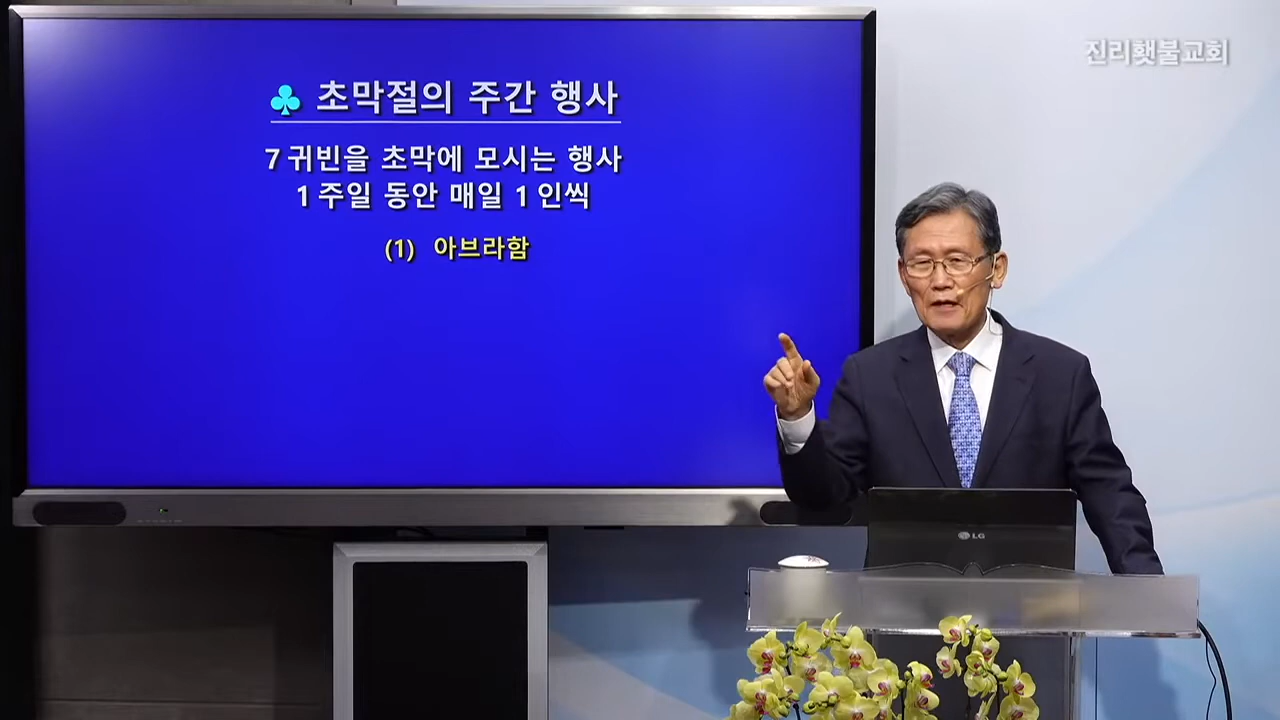 진리횃불교회
♣ 초막절의 주간 행사
7 귀빈을 초막에 모시는 행사
1 주일 동안 매일 1 인씩
(1) 아브라함
LG